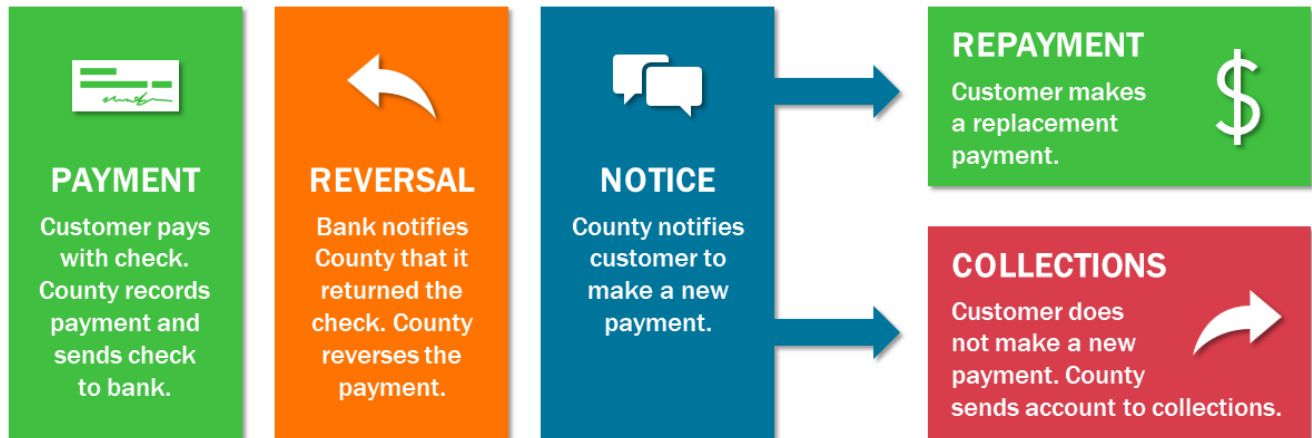 PAYMENT
Customer pays
with check.
County records
payment and
sends check
to bank.
REVERSAL
Bank notifies
County that it
returned the
check. County
reverses the
payment.
NOTICE
County notifies
customer to
make a new
payment.
REPAYMENT
Customer makes
a replacement
payment.
$
COLLECTIONS
Customer does
not make a new
payment. County
sends account to collections.